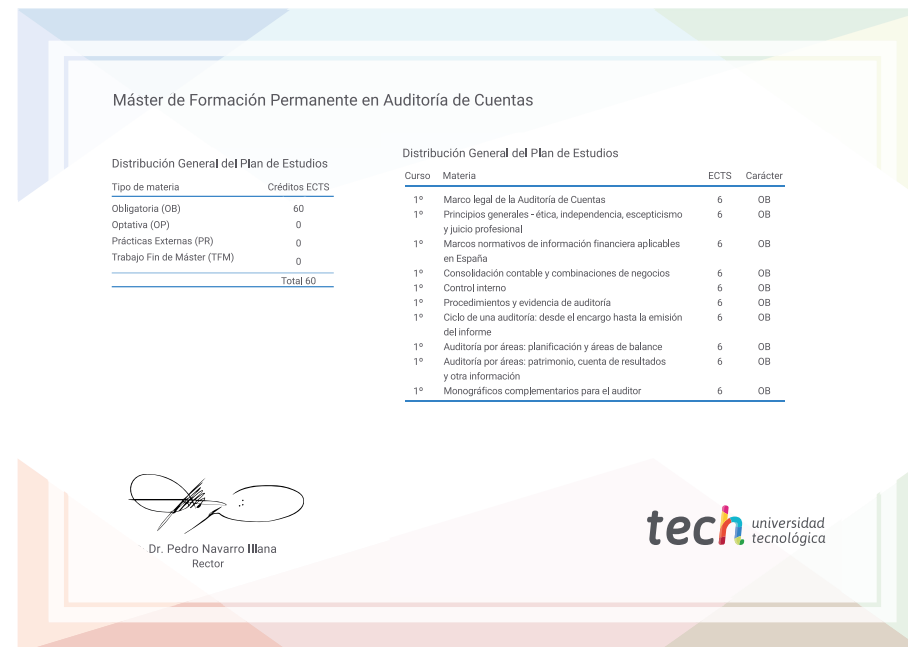 Máster de Formación Permanente en Auditoría de Cuentas
Distribución General del Plan de Estudios
Tipo de materia Créditos ECTS
Obligatoria (OB) 60
Optativa (OP) 0
Prácticas Externas (PR) 0
Trabajo Fin de Máster (TFM) 0
Total 60
Distribución General del Plan de Estudios
Curso Materia ECTS Carácter
1º Marco legal de la Auditoría de Cuentas 6 OB
1º Principios generales - ética, independencia, escepticismo 6 OB
y juicio profesional
1º Marcos normativos de información financiera aplicables 6 OB
en España
1º Consolidación contable y combinaciones de negocios 6 OB
1º Control interno 6 OB
1º Procedimientos y evidencia de auditoría 6 OB
1º Ciclo de una auditoría: desde el encargo hasta la emisión 6 OB
del informe
1º Auditoría por áreas: planificación y áreas de balance 6 OB
1º Auditoría por áreas: patrimonio, cuenta de resultados 6 OB
y otra información
1º Monográficos complementarios para el auditor 6 OB
Dr. Pedro Navarro Illana
Rector
tech universidad
tecnológica